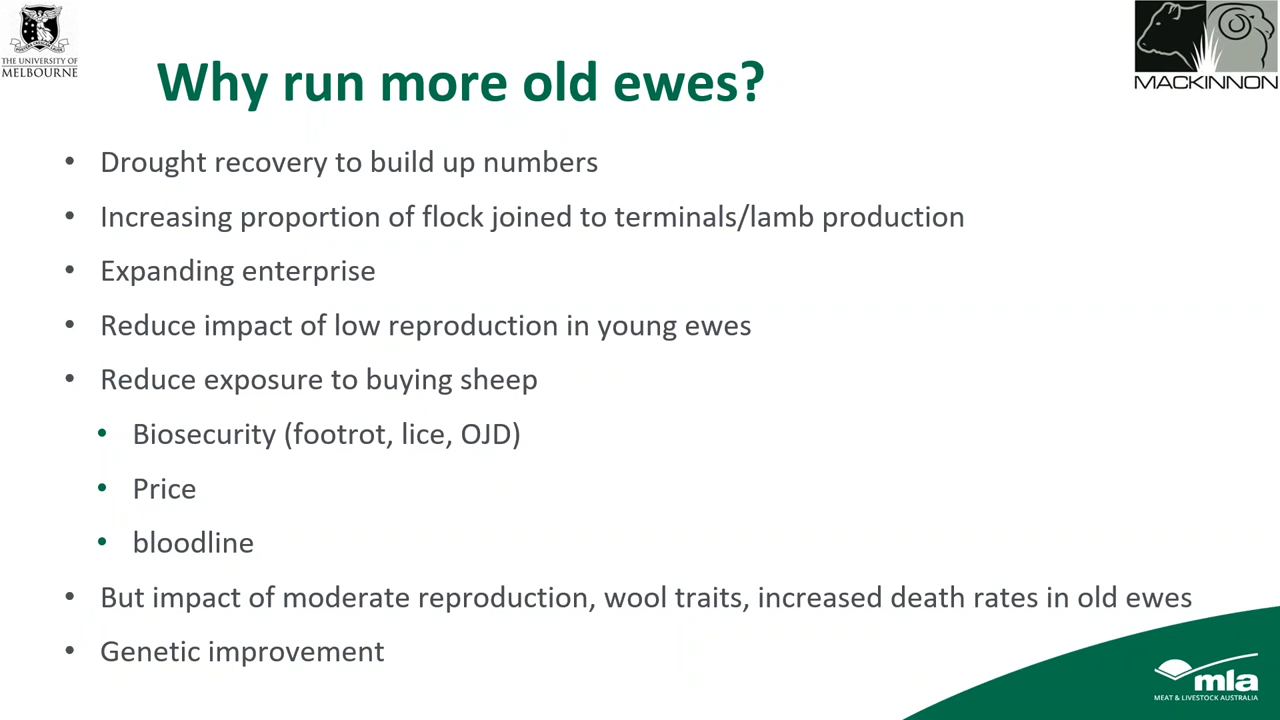 THE UNIVERSITY OF
MELBOURNE
MACKINNON
Why run more old ewes?
• Drought recovery to build up numbers
• Increasing proportion of flock joined to terminals/lamb production
• Expanding enterprise
• Reduce impact of low reproduction in young ewes
• Reduce exposure to buying sheep
• Biosecurity (footrot, lice, OJD)
• Price
• bloodline
• But impact of moderate reproduction, wool traits, increased death rates in old ewes
• Genetic improvement
mla
MEAT & LIVESTOCK AUSTRALIA